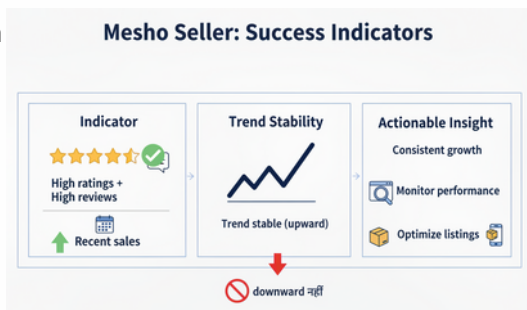 Mesho Seller: Success Indicators
Indicator
High ratings +
High reviews
Recent sales
Trend Stability
Trend stable (upward)
Actionable Insight
Consistent growth
Monitor performance
Optimize listings
downward नहीं